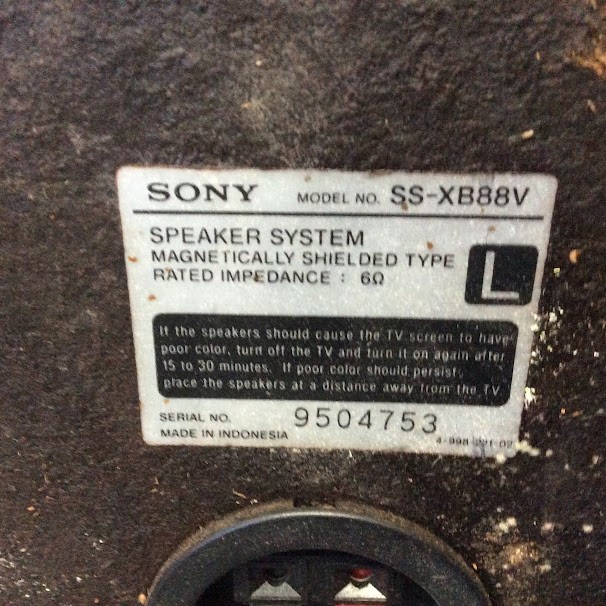 SONY MODEL NO. SS-XB88V
SPEAKER SYSTEM
MAGNETICALLY SHIELDED TYPE
RATED IMPEDANCE : 6Ω
L
If the speakers should cause the TV screen to have
poor color, turn off the TV and turn it on again after
15 to 30 minutes. If poor color should persist,
place the speakers at a distance away from the TV.
SERIAL NO. 9504753
MADE IN INDONESIA